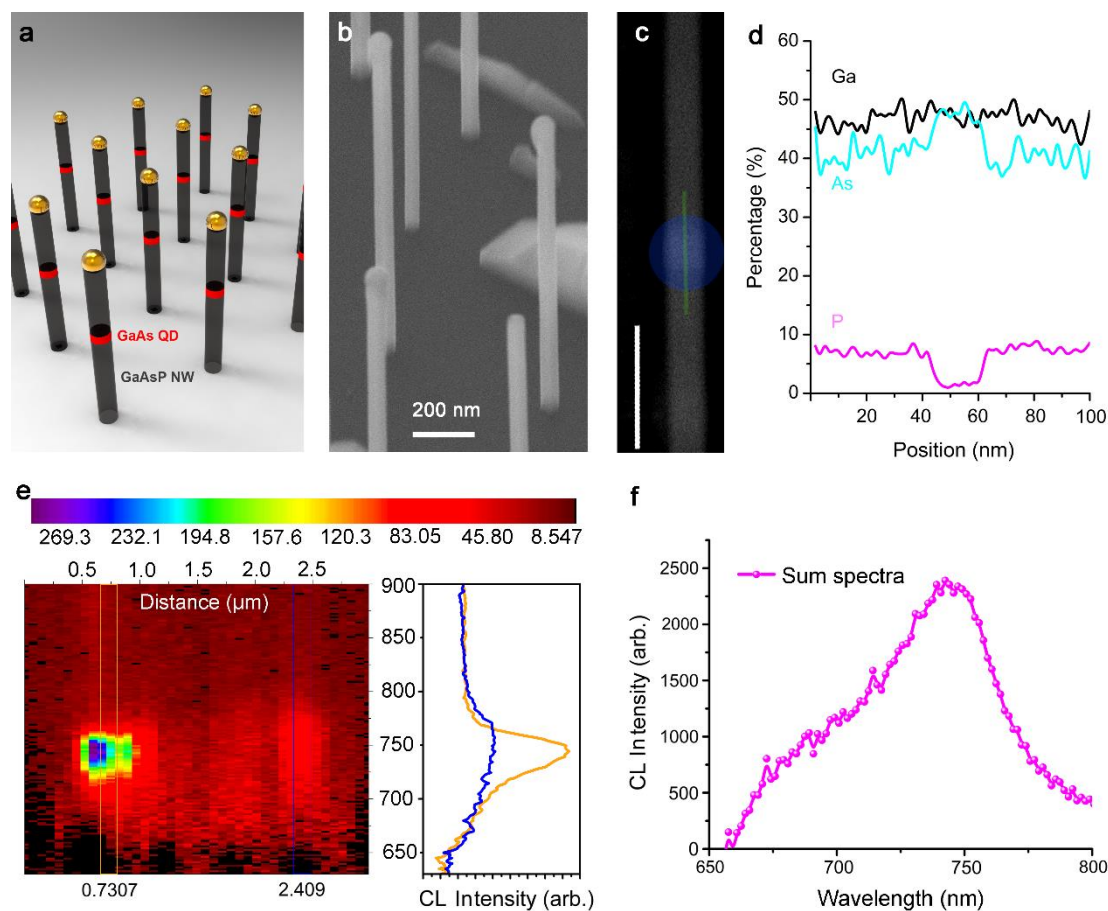 a
GaAs QD
GaAsP NW
b
200 nm
c
d
Ga
As
P
Percentage (%)
60
50
40
30
20
10
0
20 40 60 80 100
Position (nm)
e
269.3 232.1 194.8 157.6 120.3 83.05 45.80 8.547
0.5 1.0 1.5 2.0 2.5
Distance (µm)
0.7307 2.409
900
850
800
750
700
650
CL Intensity (arb.)
f
Sum spectra
CL Intensity (arb.)
2500
2000
1500
1000
500
0
650 700 750 800
Wavelength (nm)